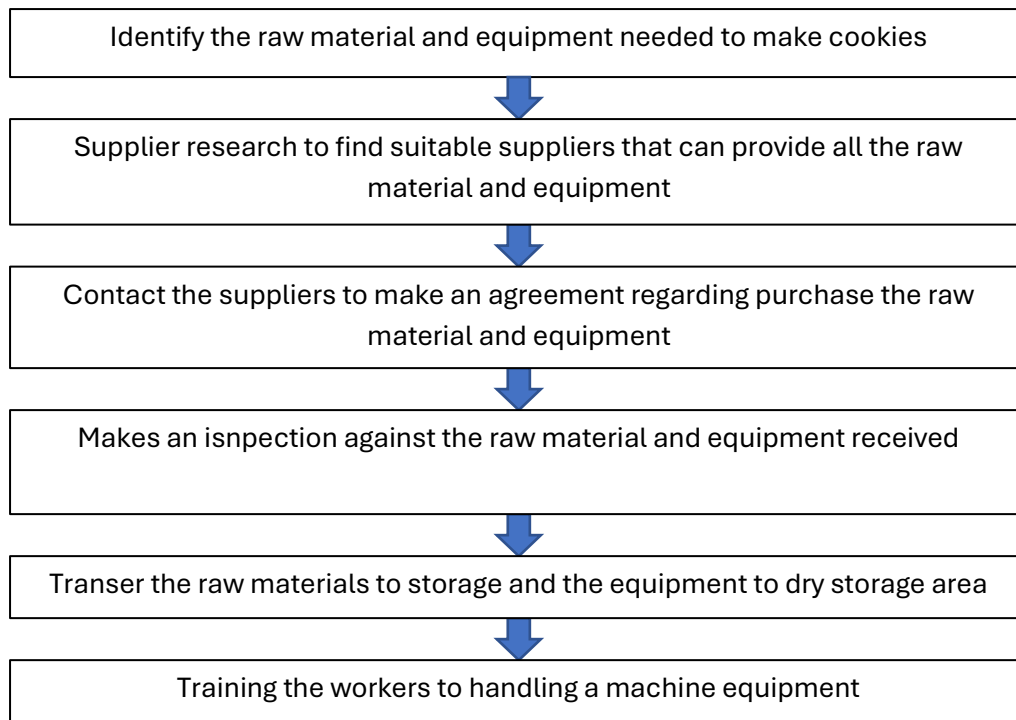 Identify the raw material and equipment needed to make cookies
Supplier research to find suitable suppliers that can provide all the raw
material and equipment
Contact the suppliers to make an agreement regarding purchase the raw
material and equipment
Makes an isnpection against the raw material and equipment received
Transer the raw materials to storage and the equipment to dry storage area
Training the workers to handling a machine equipment